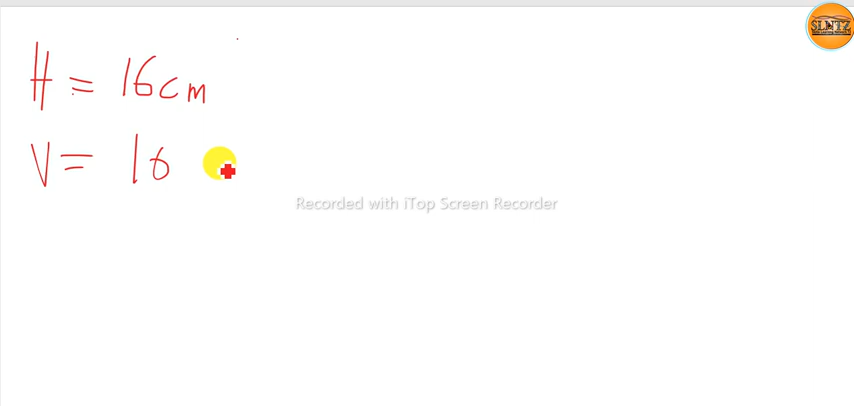 SLNTZ
H = 16cm
V = 16
Recorded with iTop Screen Recorder